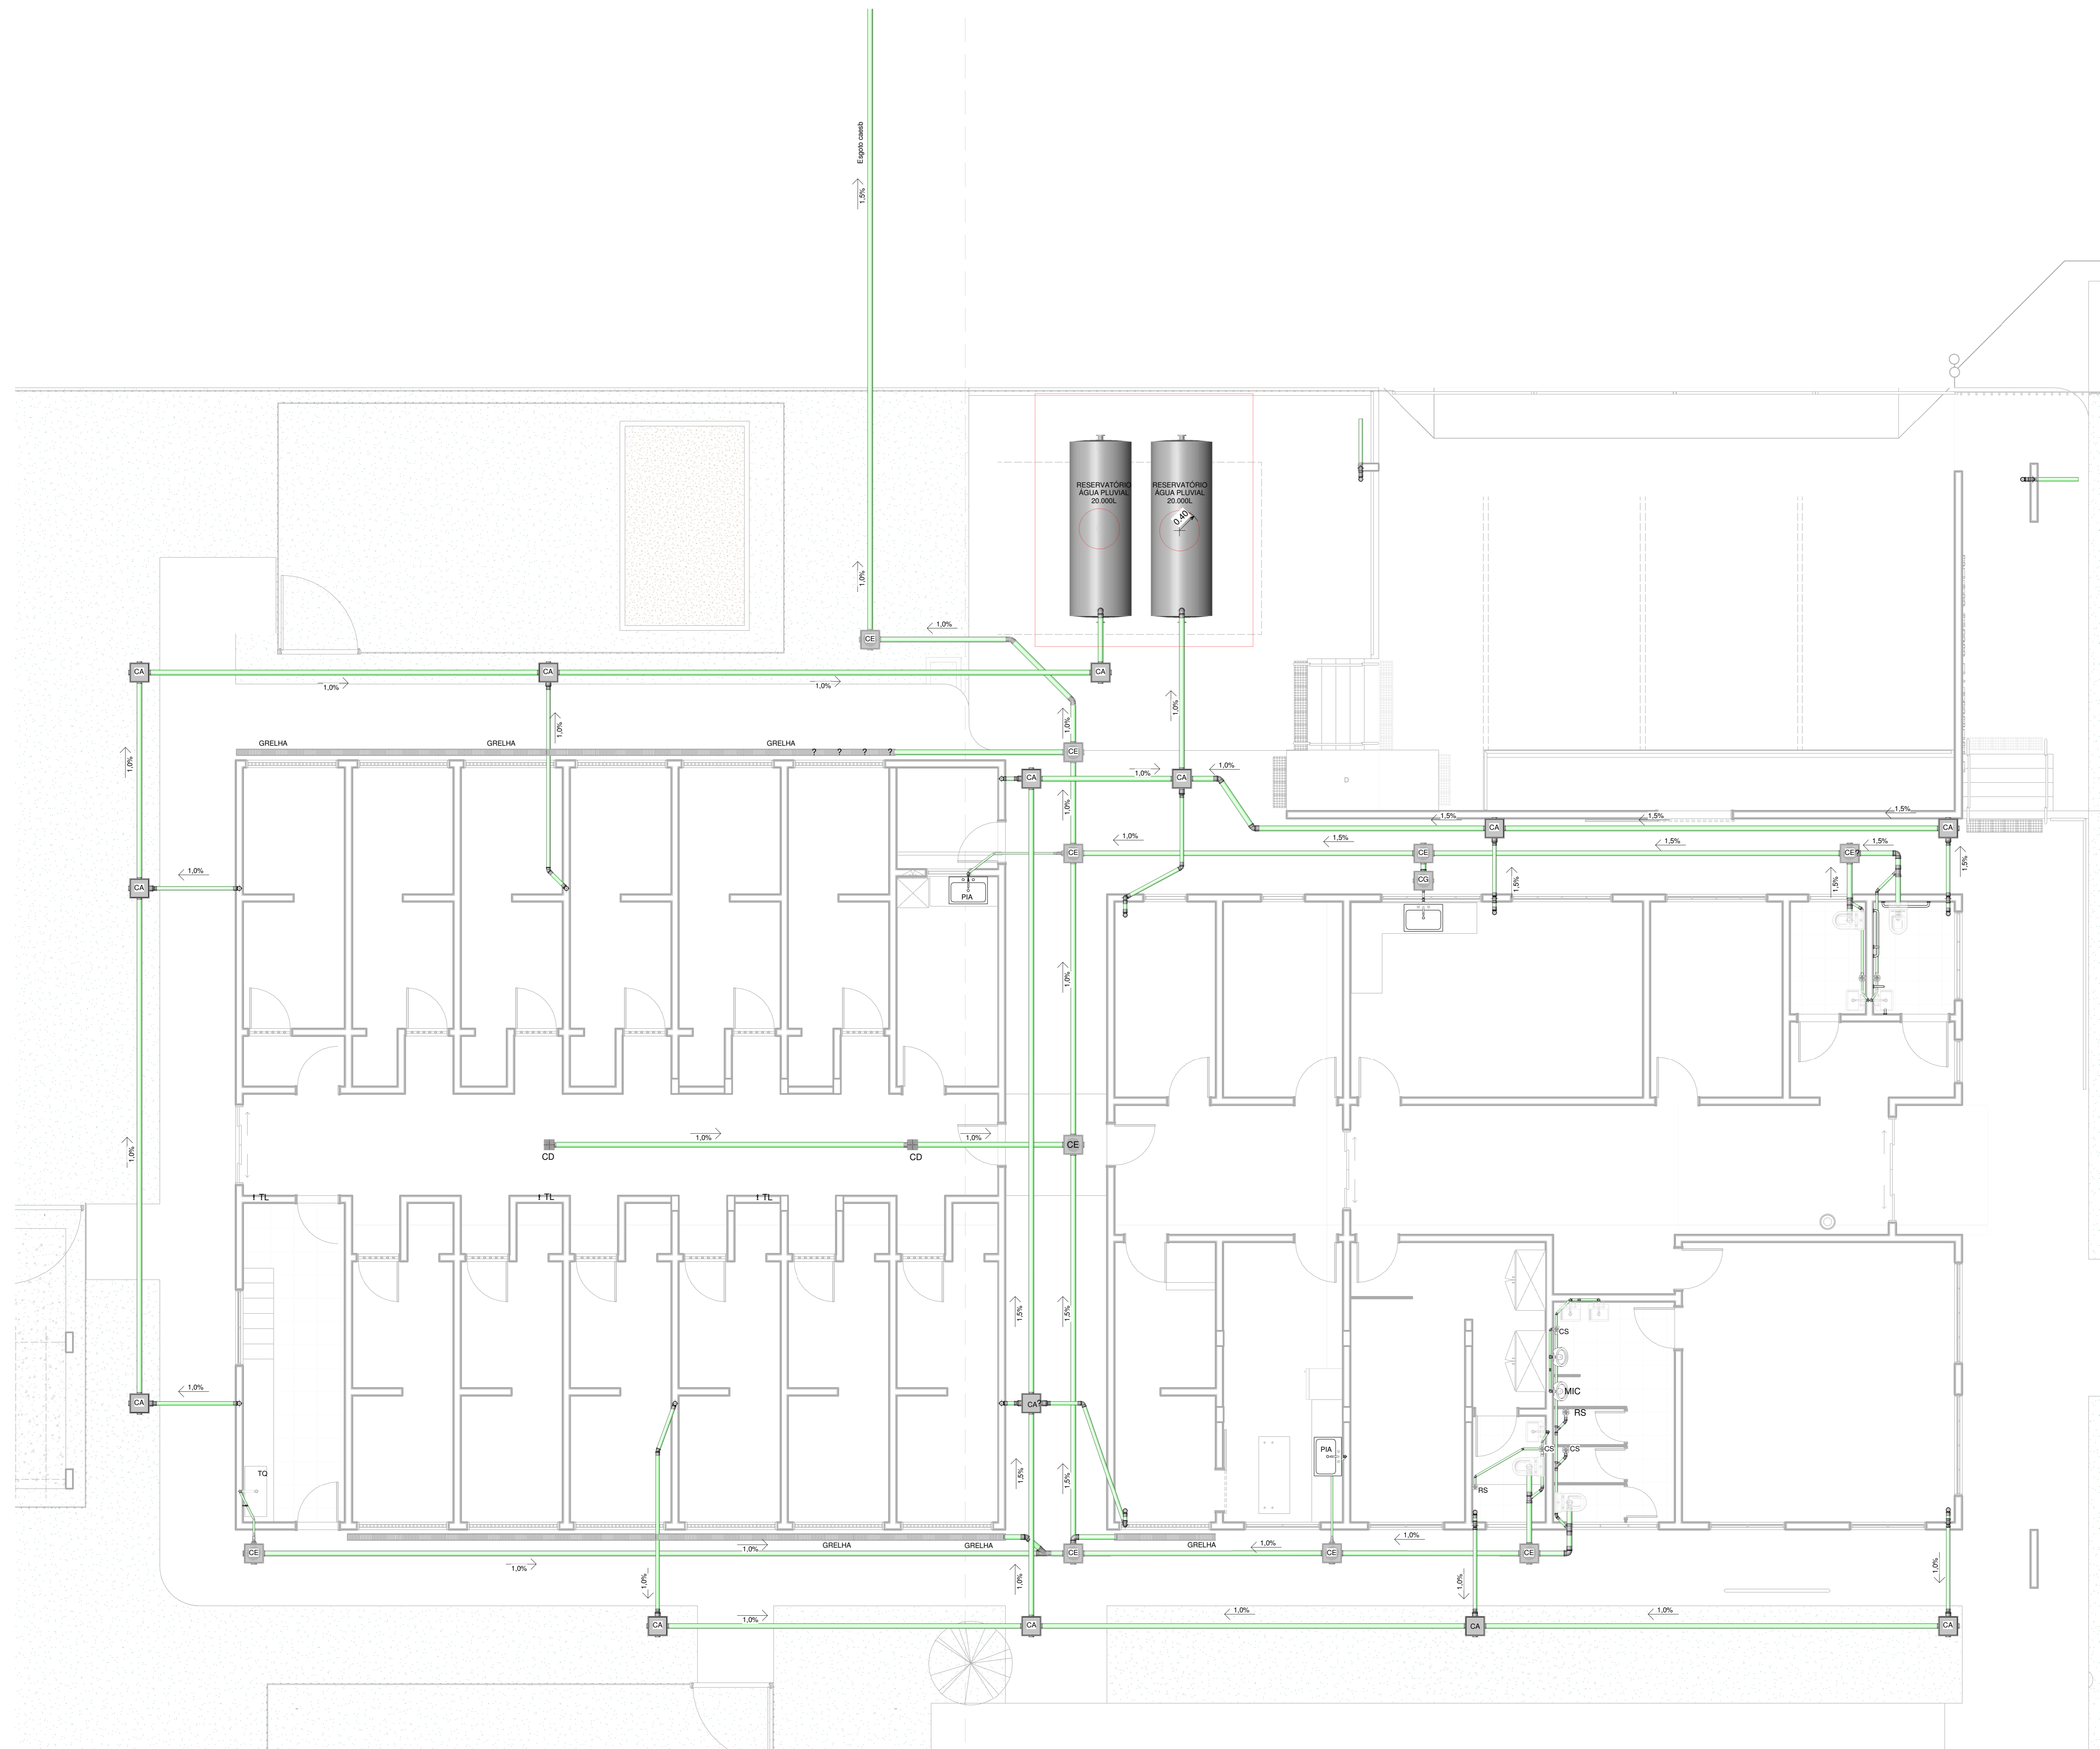 Esgoto caesb
1,5%
RESERVATÓRIO
ÁGUA PLUVIAL
20.000L
RESERVATÓRIO
ÁGUA PLUVIAL
20.000L
0.40
1,0%
CE
1,0%
CA
CA
CA
1,0%
1,0%
1,0%
1,0%
1,0%
1,0%
GRELHA
GRELHA
GRELHA
? ? ? ?
CE
CA
1,0%
CA
1,0%
D
1,0%
1,0%
1,5%
1,5%
1,5%
CA
CA
1,0%
CE
1,5%
CE
1,5%
CE?
1,5%
1,0%
CA
CG
1,5%
1,5%
1,5%
PIA
1,0%
1,0%
1,0%
1,0%
CE
CD
CD
1,0%
TL
TL
TL
1,5%
1,5%
CS
MIC
1,0%
CA
CA?
RS
PIA
CS
CS
TQ
1,5%
1,5%
RS
1,0%
GRELHA
GRELHA
GRELHA
1,0%
1,0%
CE
CE
CE
CE
1,0%
1,0%
1,0%
1,0%
1,0%
1,0%
1,0%
1,0%
CA
CA
CA
CA